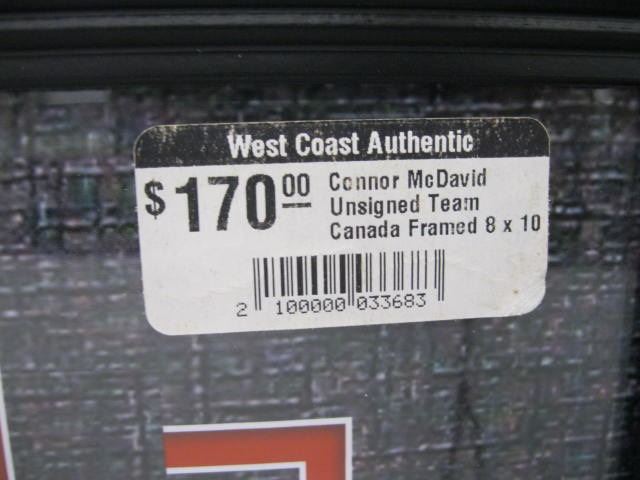 West Coast Authentic
$170.00 Connor McDavid
Unsigned Team
Canada Framed 8 x 10
2 100000 033683